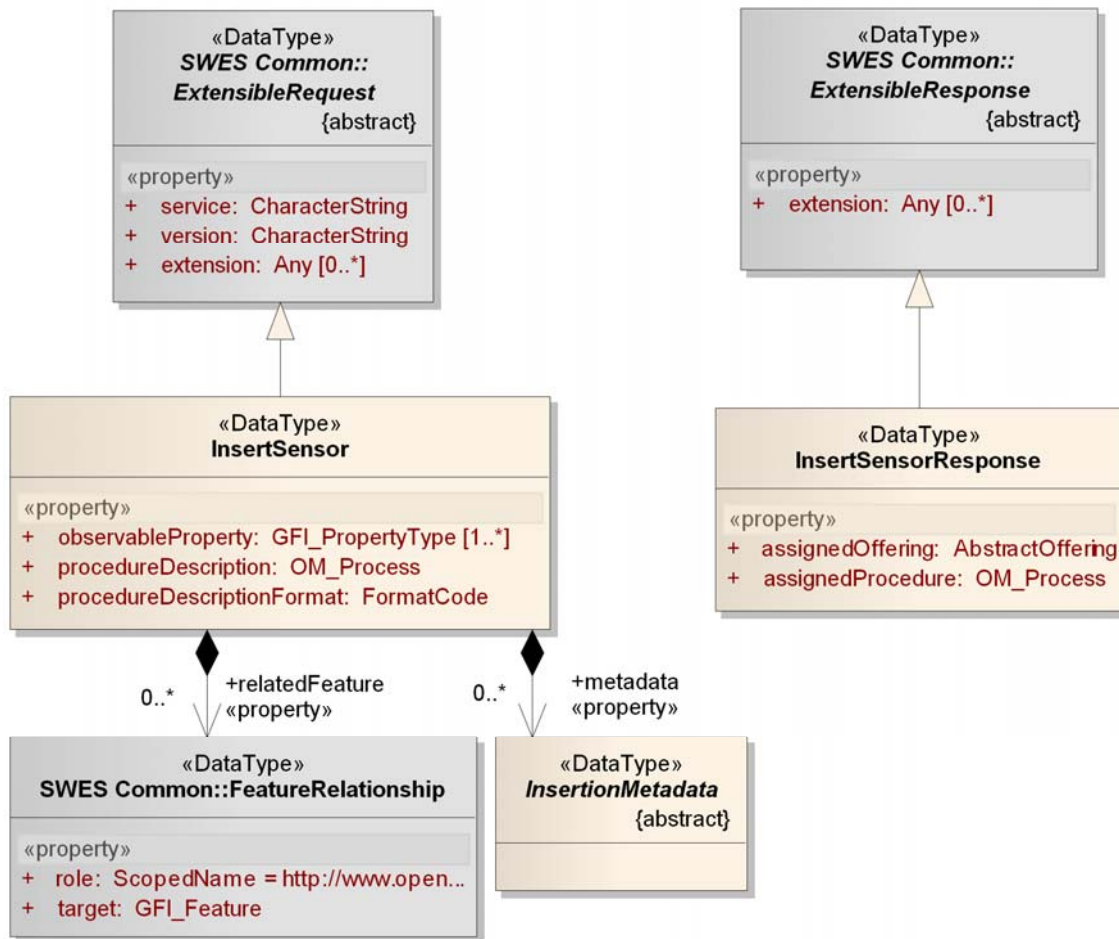 «DataType»
SWES Common::
ExtensibleRequest
{abstract}
«property»
+ service: CharacterString
+ version: CharacterString
+ extension: Any [0..*]
«DataType»
SWES Common::
ExtensibleResponse
{abstract}
«property»
+ extension: Any [0..*]
«DataType»
InsertSensor
«property»
+ observableProperty: GFI_PropertyType [1..*]
+ procedureDescription: OM_Process
+ procedureDescriptionFormat: FormatCode
«DataType»
InsertSensorResponse
«property»
+ assignedOffering: AbstractOffering
+ assignedProcedure: OM_Process
0..*
+relatedFeature
«property»
0..*
+metadata
«property»
«DataType»
SWES Common::FeatureRelationship
«property»
+ role: ScopedName = http://www.open...
+ target: GFI_Feature
«DataType»
InsertionMetadata
{abstract}